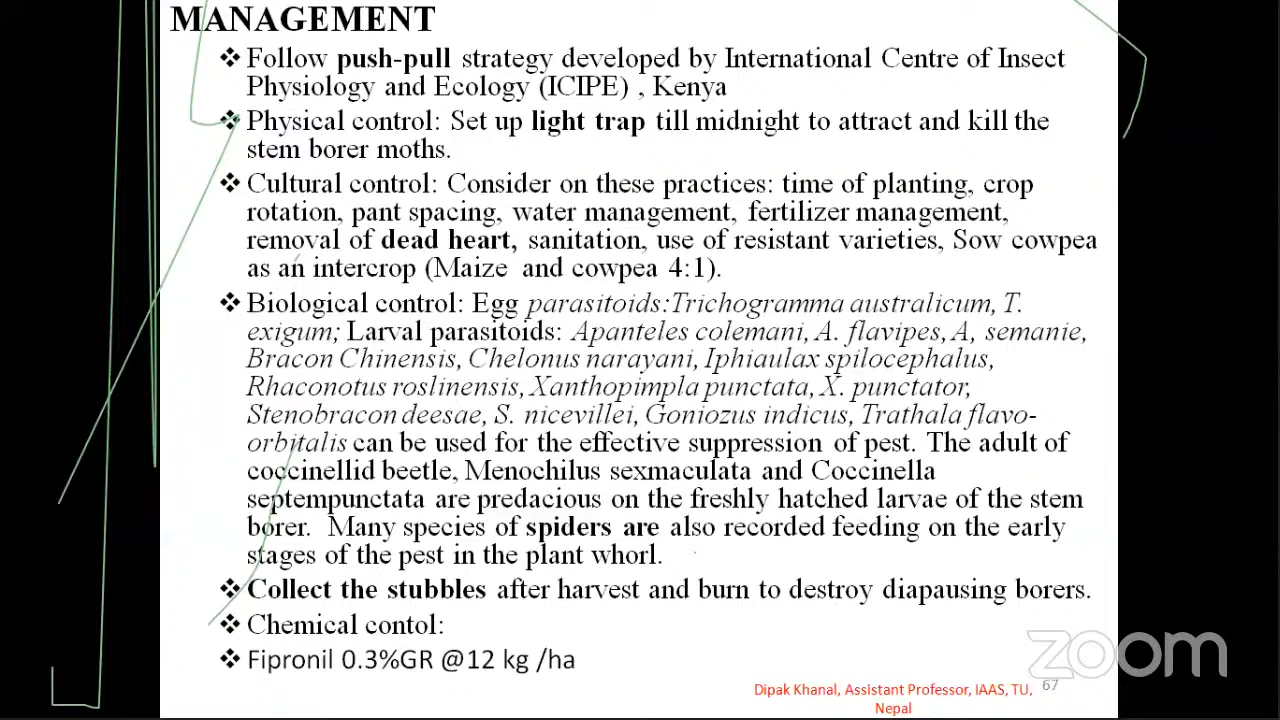 MANAGEMENT
❖ Follow push-pull strategy developed by International Centre of Insect
Physiology and Ecology (ICIPE) , Kenya
❖ Physical control: Set up light trap till midnight to attract and kill the
stem borer moths.
❖ Cultural control: Consider on these practices: time of planting, crop
rotation, pant spacing, water management, fertilizer management,
removal of dead heart, sanitation, use of resistant varieties, Sow cowpea
as an intercrop (Maize and cowpea 4:1).
❖ Biological control: Egg parasitoids:Trichogramma australicum, T.
exigum; Larval parasitoids: Apanteles colemani, A. flavipes, A, semanie,
Bracon Chinensis, Chelonus narayani, Iphiaulax spilocephalus,
Rhaconotus roslinensis, Xanthopimpla punctata, X. punctator,
Stenobracon deesae, S. nicevillei, Goniozus indicus, Trathala flavo-
orbitalis can be used for the effective suppression of pest. The adult of
coccinellid beetle, Menochilus sexmaculata and Coccinella
septempunctata are predacious on the freshly hatched larvae of the stem
borer. Many species of spiders are also recorded feeding on the early
stages of the pest in the plant whorl.
❖ Collect the stubbles after harvest and burn to destroy diapausing borers.
❖ Chemical contol:
❖ Fipronil 0.3%GR @12 kg /ha
zoom
Dipak Khanal, Assistant Professor, IAAS, TU, 67
Nepal